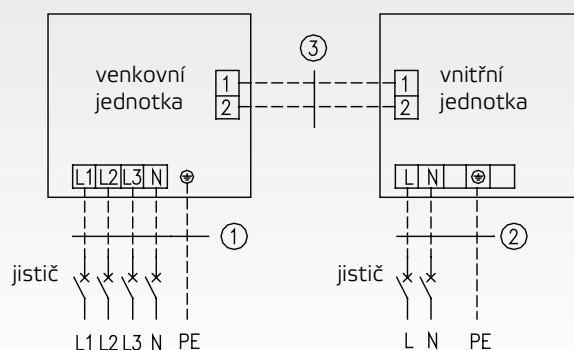 venkovní
jednotka
1
2
3
1
2
vnitřní
jednotka
L1 L2 L3 N
L N
1
2
jistič
jistič
L1 L2 L3 N PE
L N PE